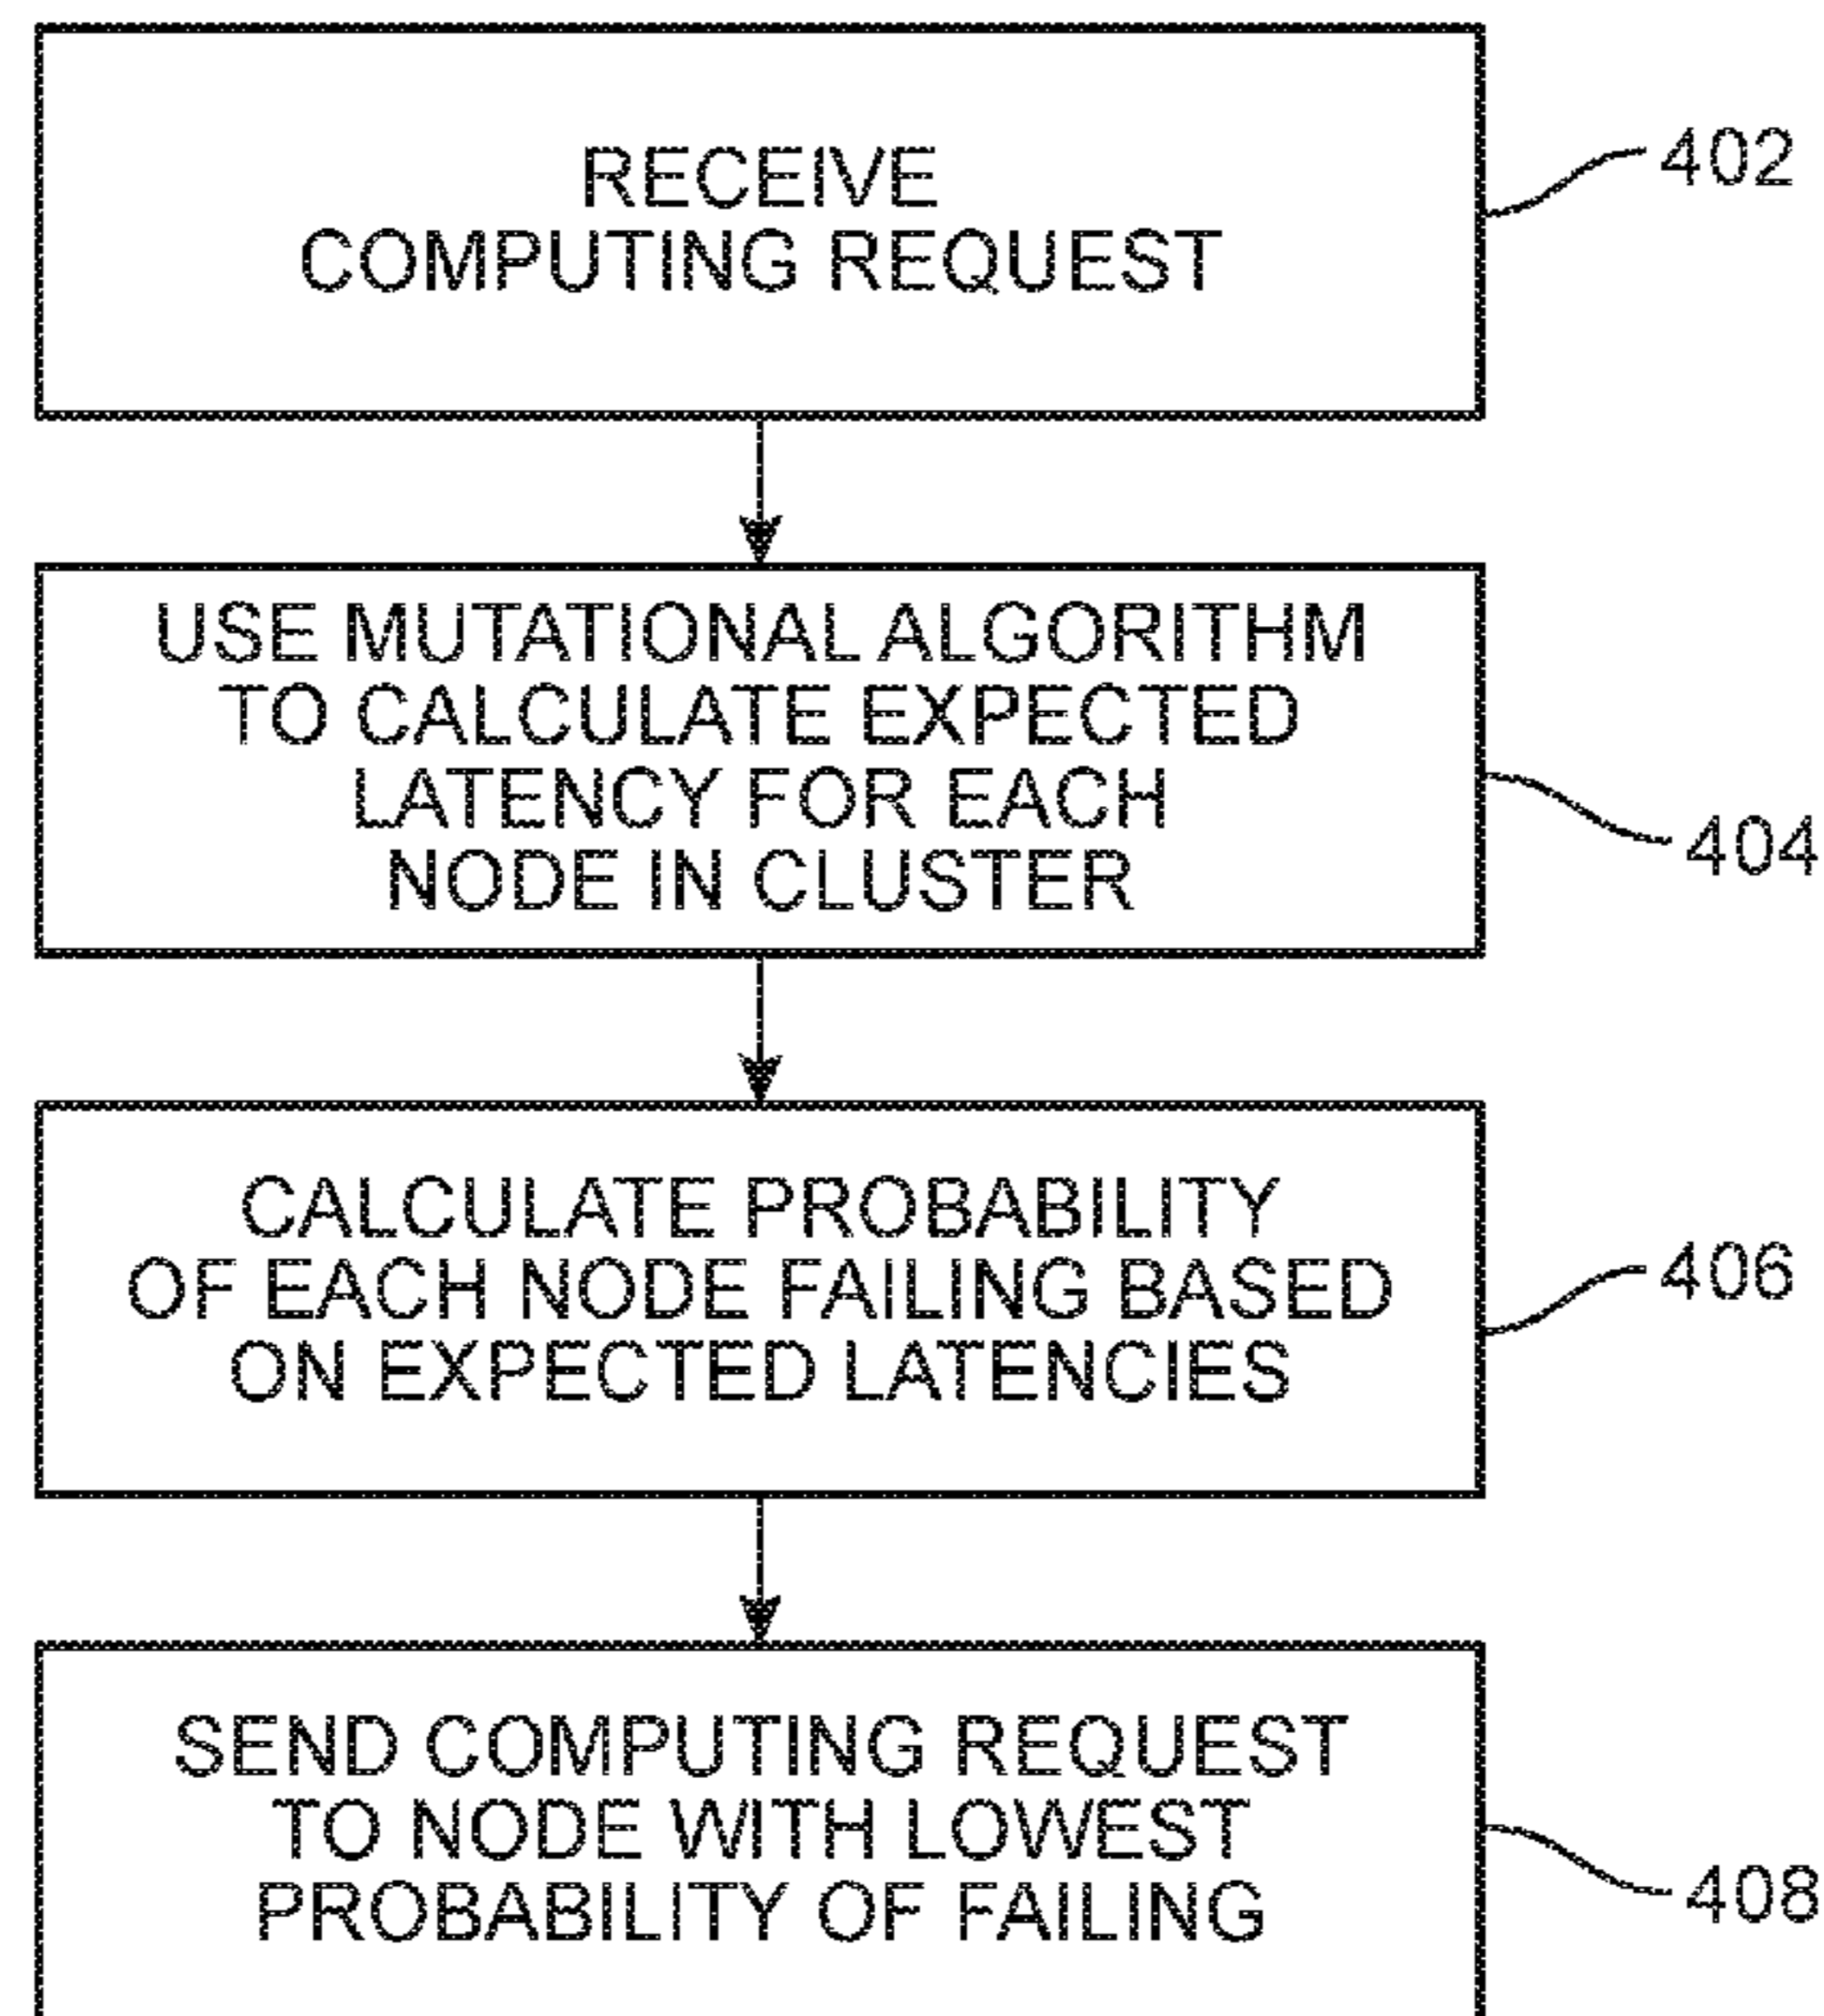 RECEIVE
COMPUTING REQUEST
402
USE MUTATIONAL ALGORITHM
TO CALCULATE EXPECTED
LATENCY FOR EACH
NODE IN CLUSTER
404
CALCULATE PROBABILITY
OF EACH NODE FAILING BASED
ON EXPECTED LATENCIES
406
SEND COMPUTING REQUEST
TO NODE WITH LOWEST
PROBABILITY OF FAILING
408